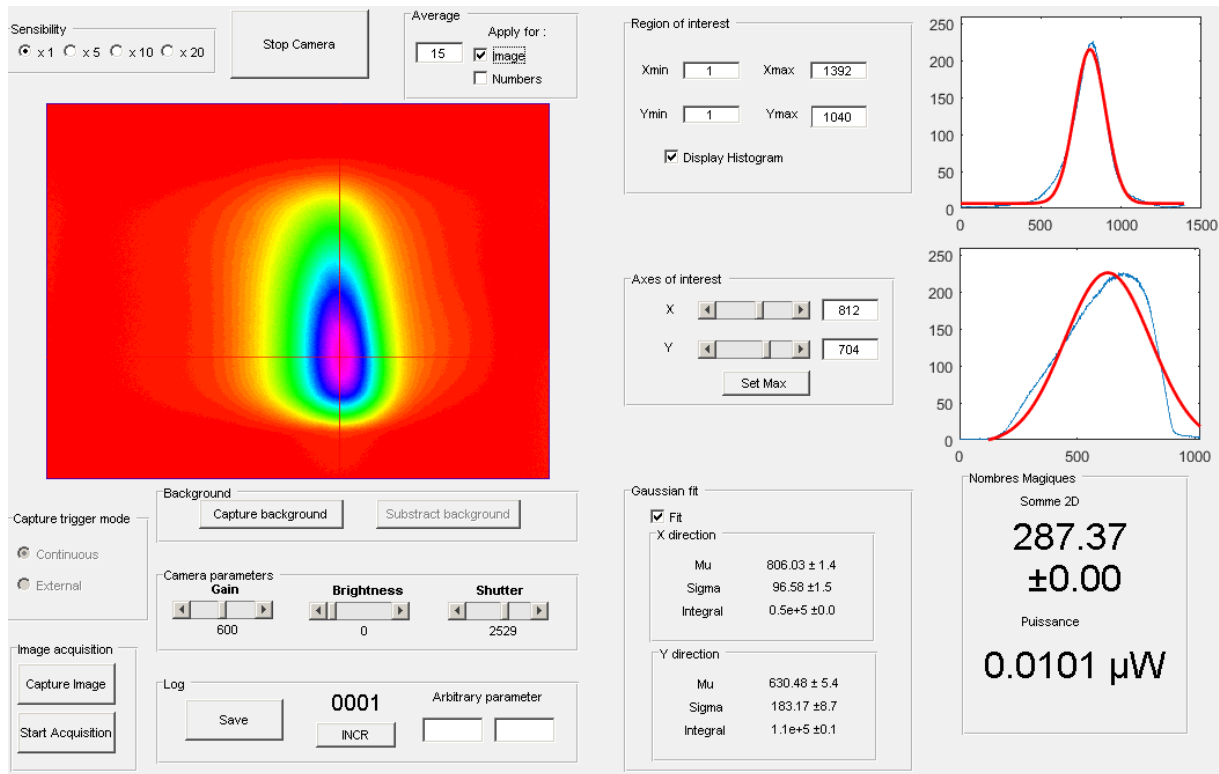 Sensibility
x 1 x 5 x 10 x 20
Stop Camera
Average
15
Apply for :
Image
Numbers
Region of interest
Xmin 1 Xmax 1392
Ymin 1 Ymax 1040
Display Histogram
250
200
150
100
50
0
0 500 1000 1500
Axes of interest
X 812
Y 704
Set Max
250
200
150
100
50
0
0 500 1000
Capture trigger mode
Continuous
External
Background
Capture background Substract background
Camera parameters
Gain Brightness Shutter
600 0 2529
Image acquisition
Capture Image
Start Acquisition
Log
Save
0001
INCR
Arbitrary parameter
Gaussian fit
Fit
X direction
Mu 806.03 ± 1.4
Sigma 96.58 ±1.5
Integral 0.5e+5 ±0.0
Y direction
Mu 630.48 ± 5.4
Sigma 183.17 ±8.7
Integral 1.1e+5 ±0.1
Nombres Magiques
Somme 2D
287.37
±0.00
Puissance
0.0101 µW